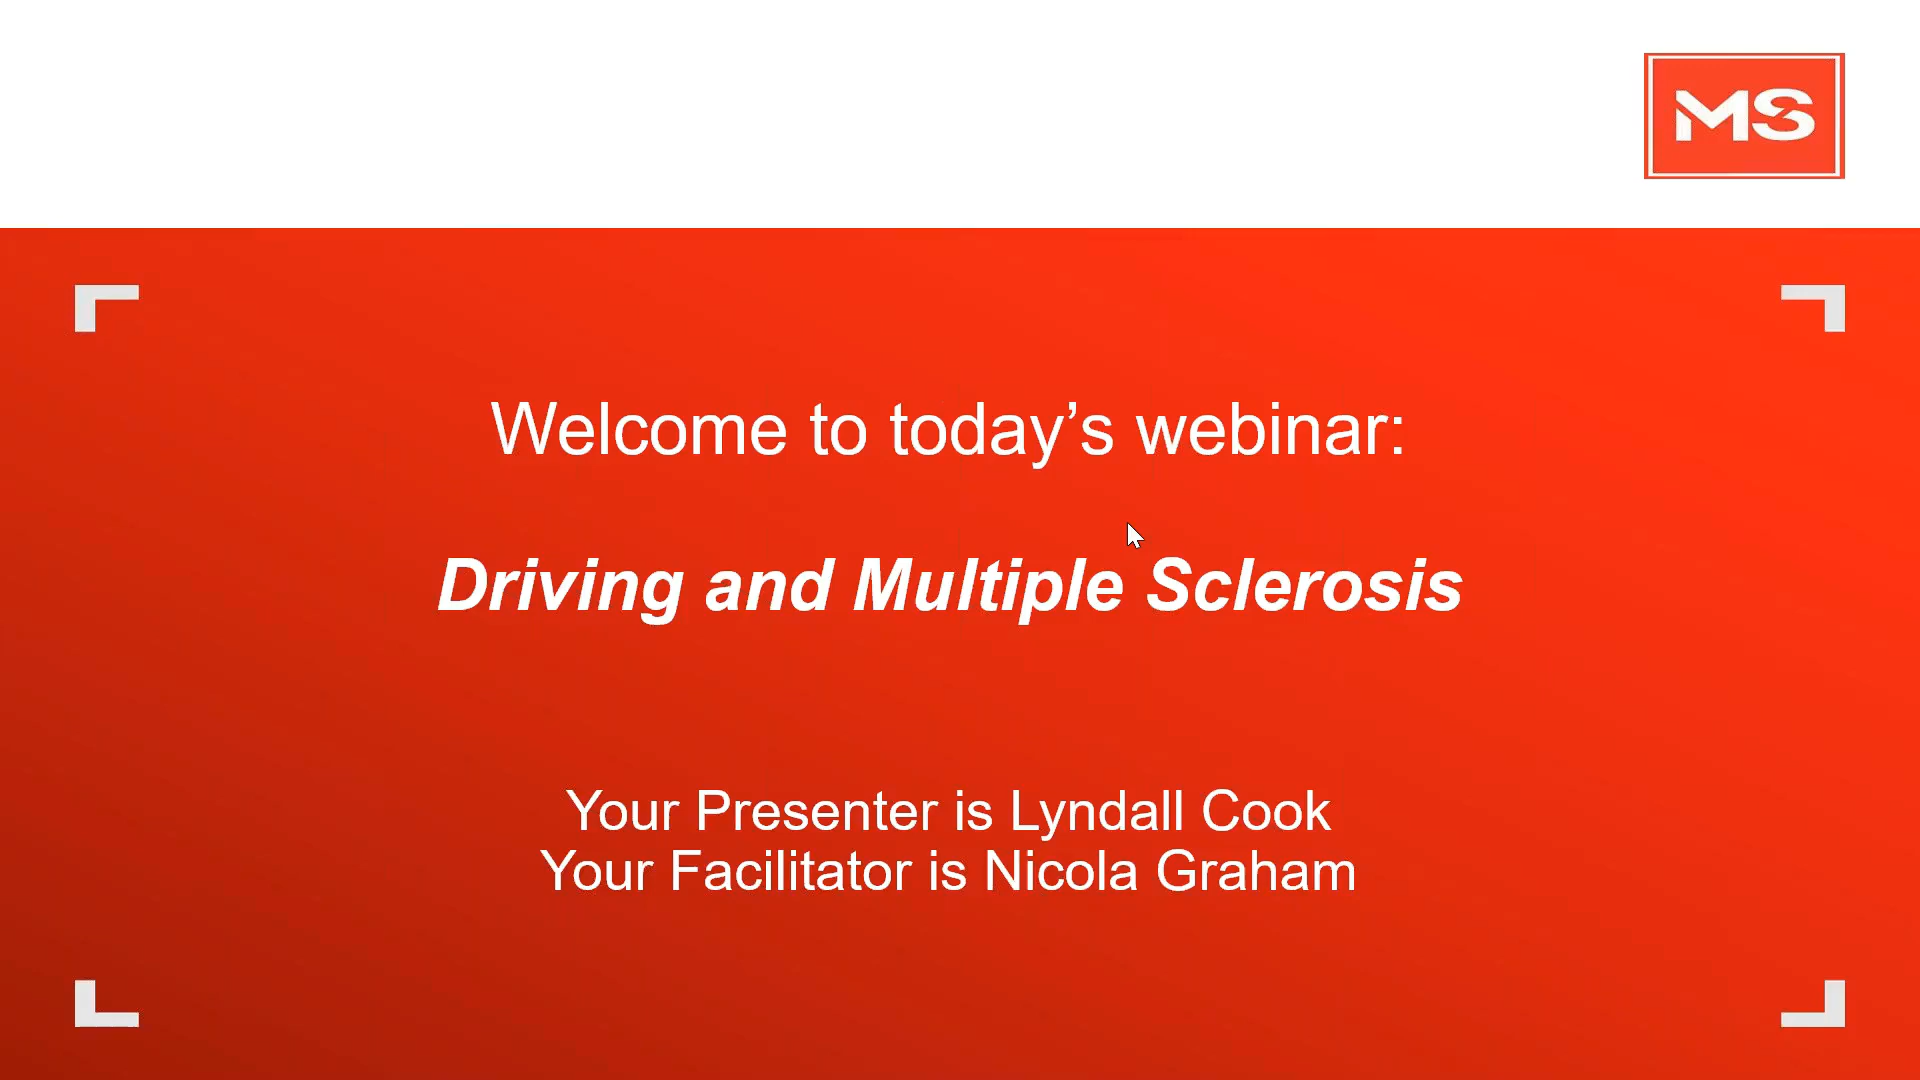 MS
Welcome to today’s webinar:
Driving and Multiple Sclerosis
Your Presenter is Lyndall Cook
Your Facilitator is Nicola Graham